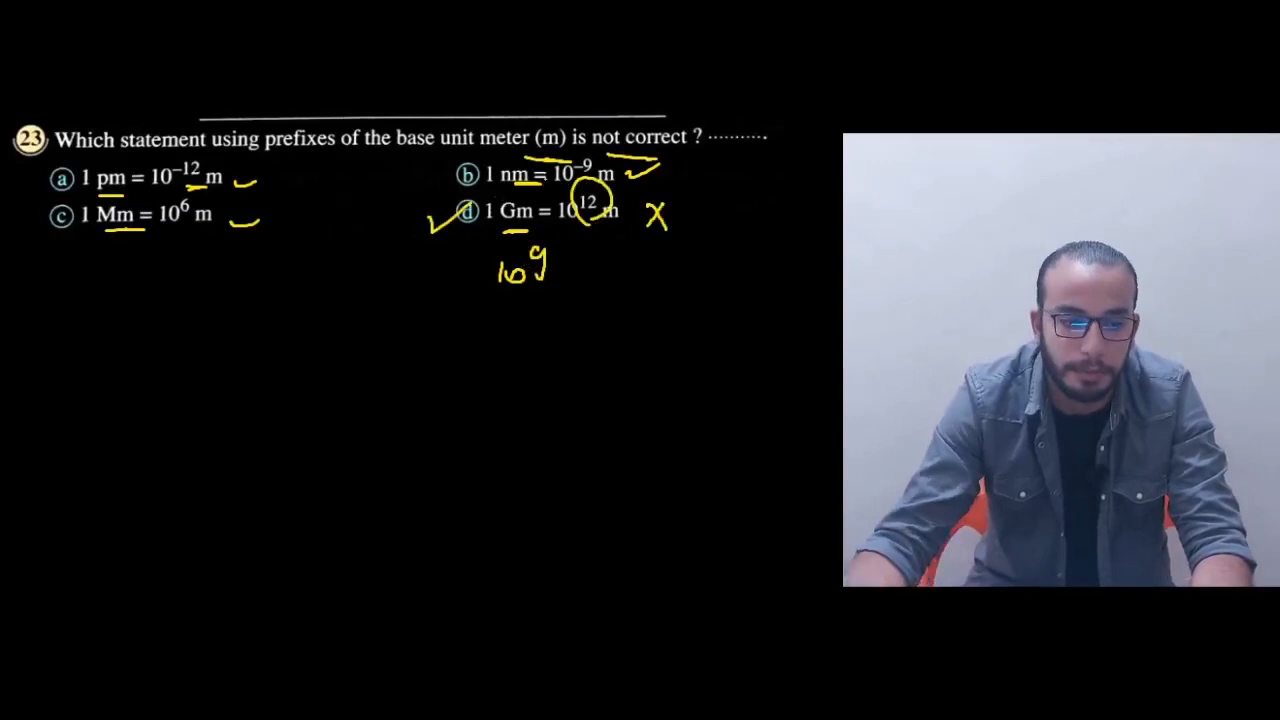 23 Which statement using prefixes of the base unit meter (m) is not correct ? ...........
a 1 pm = 10⁻¹² m
b 1 nm = 10⁻⁹ m
c 1 Mm = 10⁶ m
d 1 Gm = 10¹² m
10⁹